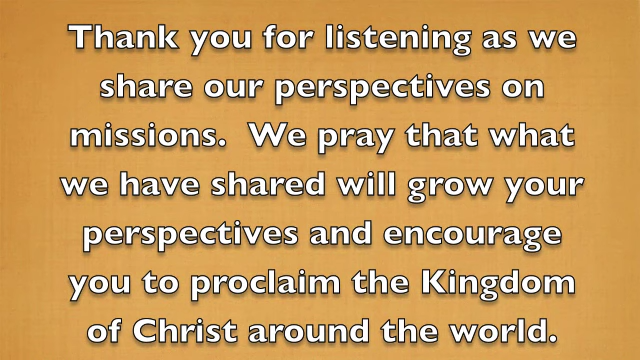 Thank you for listening as we
share our perspectives on
missions.  We pray that what
we have shared will grow your
perspectives and encourage
you to proclaim the Kingdom
of Christ around the world.